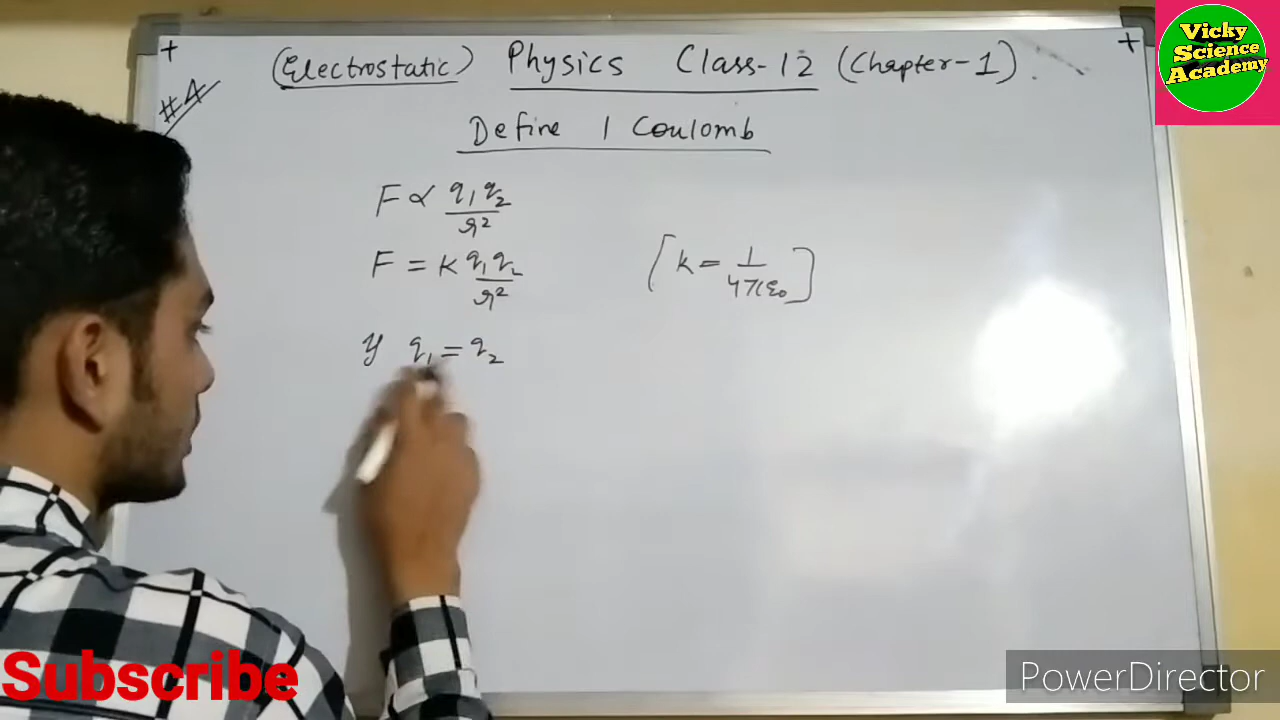 (Electrostatic) Physics Class-12 (Chapter-1)
#4
Define 1 Coulomb
F ∝ q1q2/r²
F = K q1q2/r² [K = 1/4πε0]
If q1 = q2
Vicky
Science
Academy
Subscribe
PowerDirector